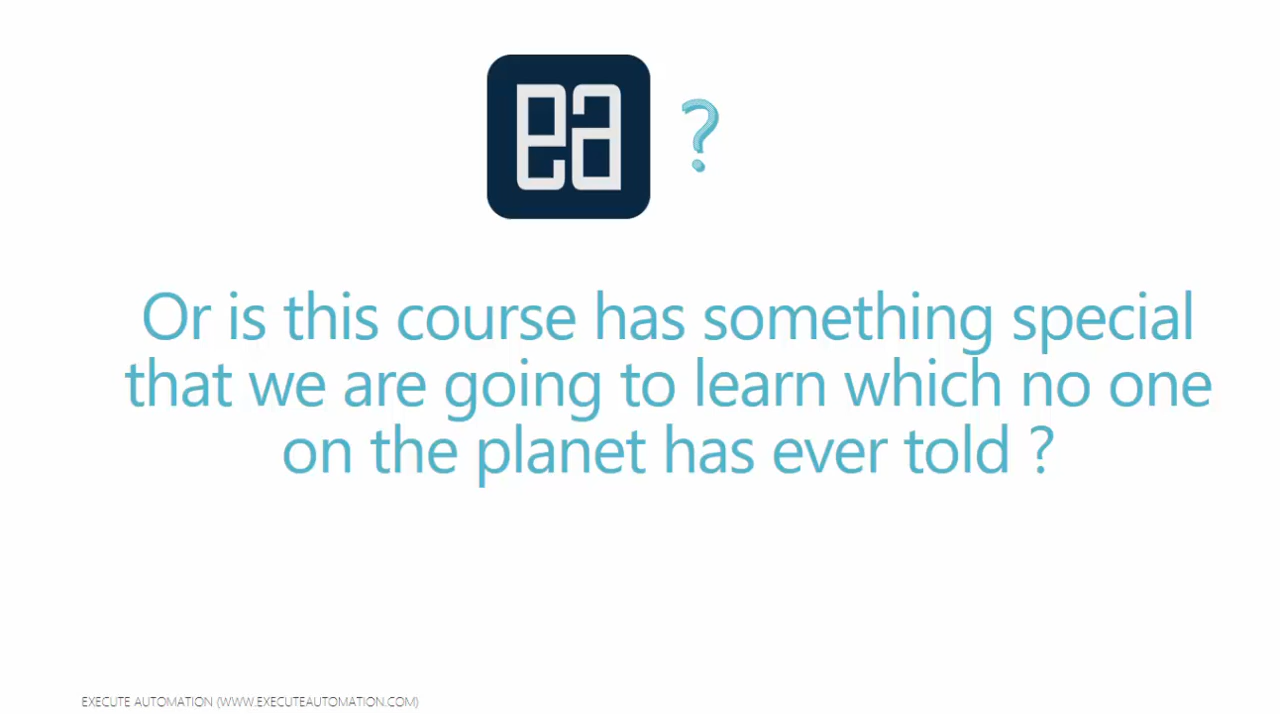 ea ?
Or is this course has something special
that we are going to learn which no one
on the planet has ever told ?
EXECUTE AUTOMATION (WWW.EXECUTEAUTOMATION.COM)